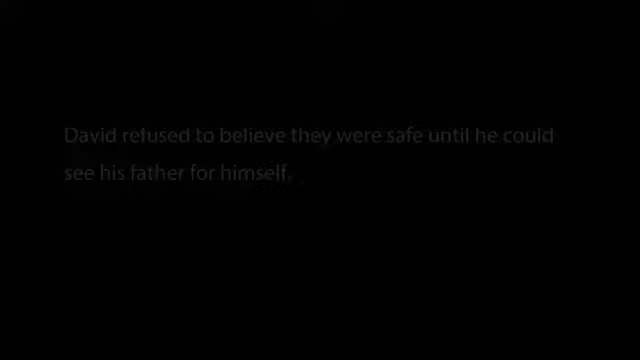 David refused to believe they were safe until he could
see his father for himself.